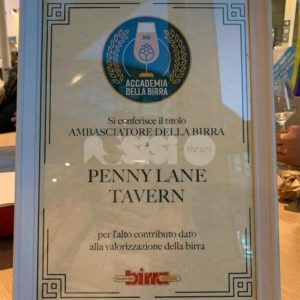 ACCADEMIA
DELLA BIRRA
Si conferisce il titolo
AMBASCIATORE DELLA BIRRA
a
PENNY LANE
TAVERN
per l'alto contributo dato
alla valorizzazione della birra
birra